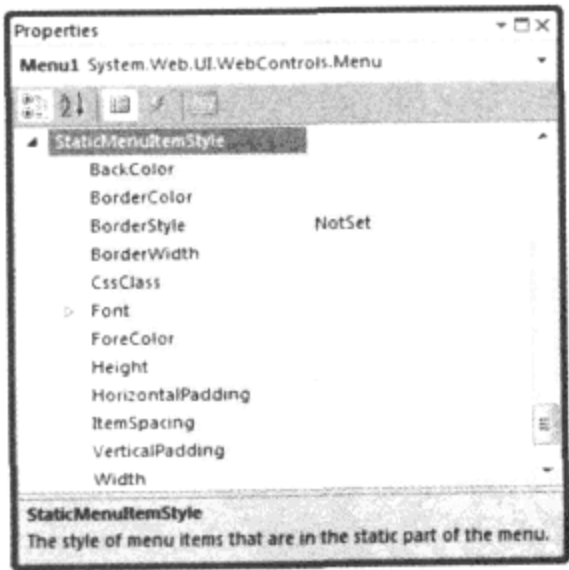 Properties
Menu1 System.Web.UI.WebControls.Menu
StaticMenuItemStyle
BackColor
BorderColor
BorderStyle NotSet
BorderWidth
CssClass
Font
ForeColor
Height
HorizontalPadding
ItemSpacing
VerticalPadding
Width
StaticMenuItemStyle
The style of menu items that are in the static part of the menu.